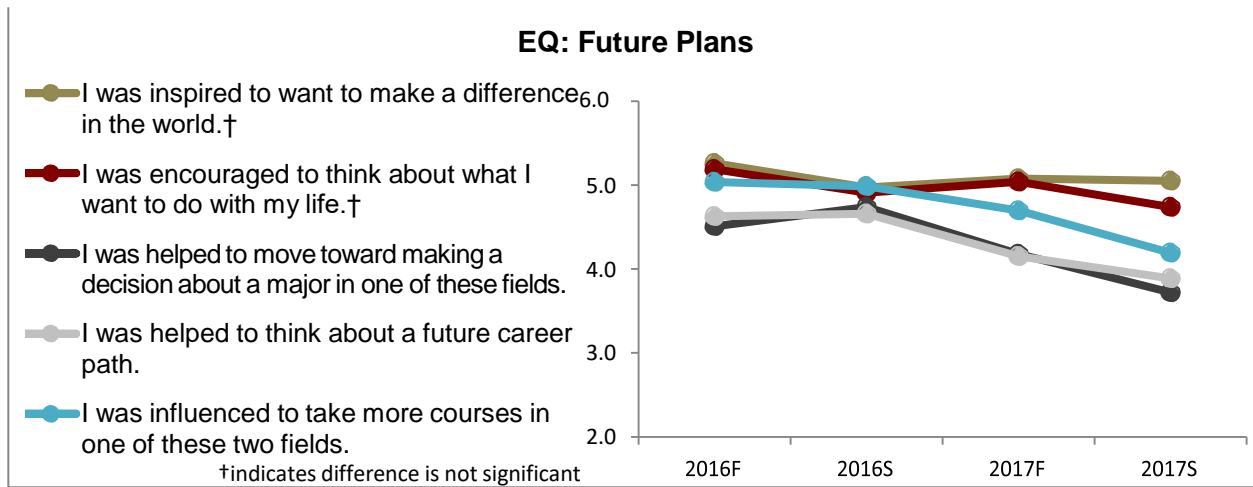 EQ: Future Plans
I was inspired to want to make a difference
in the world.†
I was encouraged to think about what I
want to do with my life.†
I was helped to move toward making a
decision about a major in one of these fields.
I was helped to think about a future career
path.
I was influenced to take more courses in
one of these two fields.
†indicates difference is not significant
6.0
5.0
4.0
3.0
2.0
2016F 2016S 2017F 2017S